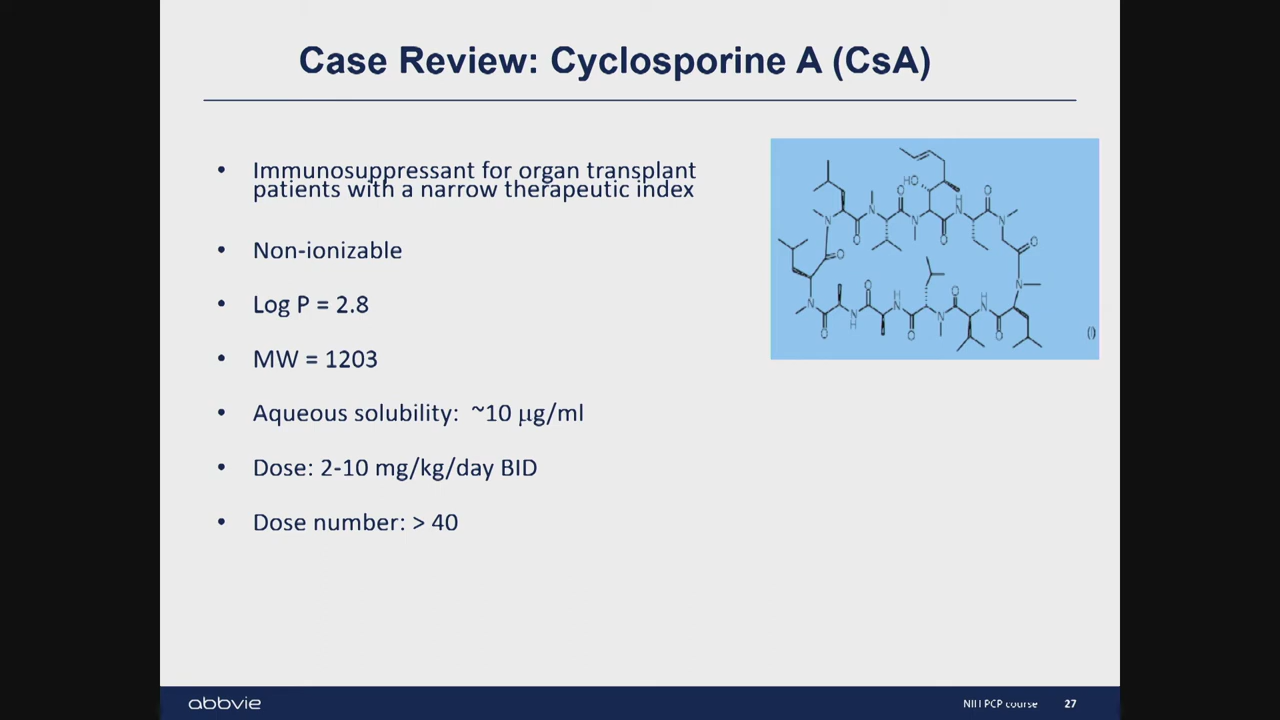 Case Review: Cyclosporine A (CsA)
• Immunosuppressant for organ transplant
patients with a narrow therapeutic index
• Non-ionizable
• Log P = 2.8
• MW = 1203
• Aqueous solubility:  ~10 μg/ml
• Dose: 2-10 mg/kg/day BID
• Dose number: > 40
HO
O
O
O
H
N
O
N
N
N
N
O
O
O
O
N
O
N
O
N
H
O
H
N
O
N
O
H
N
O
(I)
abbvie
NIH PCP course 27